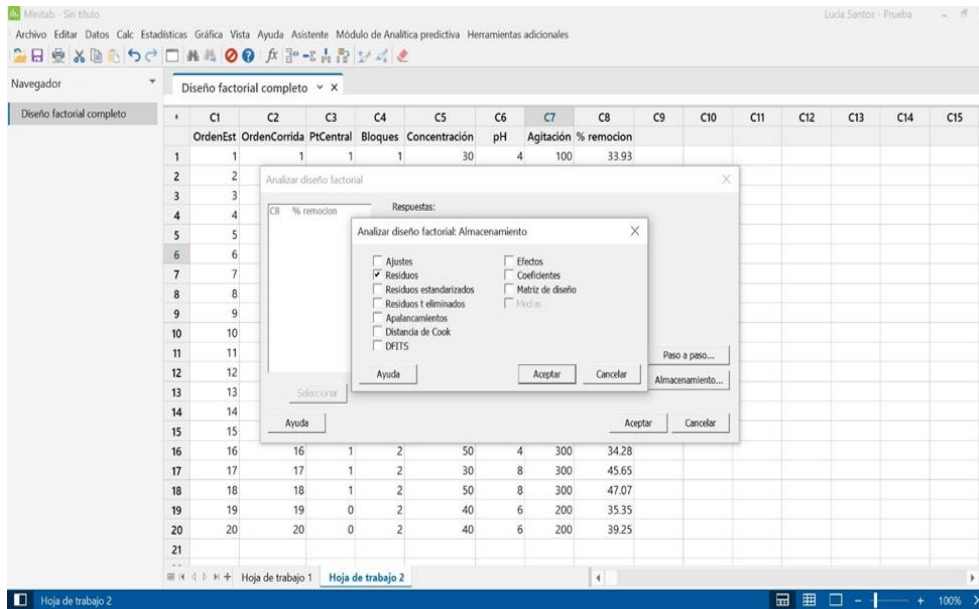 Minitab - Sin título
Lucia Santos - Prueba
Archivo Editar Datos Calc Estadísticas Gráfica Vista Ayuda Asistente Módulo de Analítica predictiva Herramientas adicionales
Navegador
Diseño factorial completo
Diseño factorial completo
C1 C2 C3 C4 C5 C6 C7 C8 C9 C10 C11 C12 C13 C14 C15
OrdenEst OrdenCorrida PtCentral Bloques Concentración pH Agitación % remocion
1 1 1 1 1 30 4 100 33.93
2 2
Analizar diseño factorial
3 3
C8 % remocion
Respuestas:
4 4
Analizar diseño factorial: Almacenamiento
5 5
6 6
Ajustes Efectos
7 7
Residuos Coeficientes
8 8
Residuos estandarizados Matriz de diseño
Residuos t eliminados Medias
9 9
Apalancamientos
10 10
Distancia de Cook
11 11
DFITS
Paso a paso...
12 12
Ayuda Aceptar Cancelar
Almacenamiento...
13 13
Seleccionar
14 14
Ayuda Aceptar Cancelar
15 15
16 16 16 1 2 50 4 300 34.28
17 17 17 1 2 30 8 300 45.65
18 18 18 1 2 50 8 300 47.07
19 19 19 0 2 40 6 200 35.35
20 20 20 0 2 40 6 200 39.25
21
Hoja de trabajo 1 Hoja de trabajo 2
Hoja de trabajo 2
100%